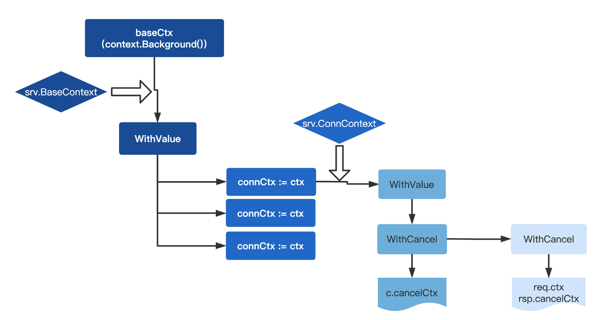 baseCtx
(context.Background())
srv.BaseContext
srv.ConnContext
WithValue
connCtx := ctx
WithValue
connCtx := ctx
connCtx := ctx
WithCancel
WithCancel
c.cancelCtx
req.ctx
rsp.cancelCtx